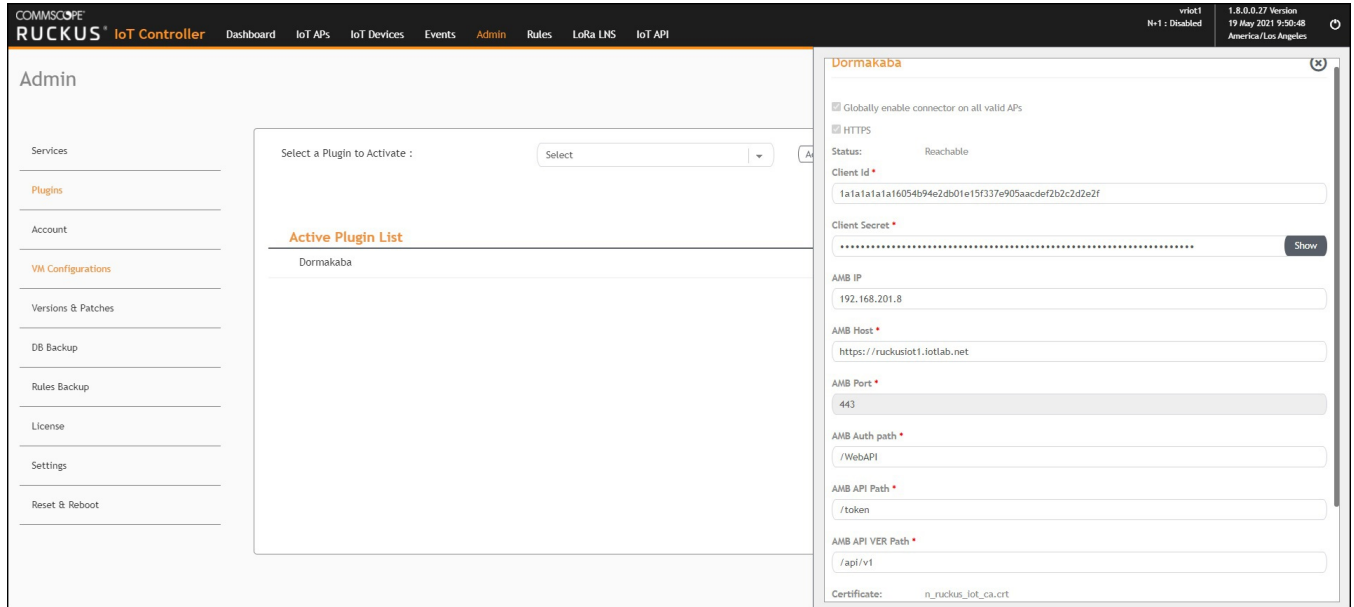 COMMSCOPE
RUCKUS® IoT Controller Dashboard IoT APs IoT Devices Events Admin Rules LoRa LNS IoT API
vriot1
N+1 : Disabled
1.8.0.0.27 Version
19 May 2021 9:50:48
America/Los Angeles
Admin
Services
Plugins
Account
VM Configurations
Versions & Patches
DB Backup
Rules Backup
License
Settings
Reset & Reboot
Select a Plugin to Activate : Select
Active Plugin List
Dormakaba
Dormakaba
Globally enable connector on all valid APs
HTTPS
Status: Reachable
Client Id *
1a1a1a1a1a16054b94e2db01e15f337e905aacdef2b2c2d2e2f
Client Secret *
Show
AMB IP
192.168.201.8
AMB Host *
https://ruckusiot1.iotlab.net
AMB Port *
443
AMB Auth path *
/WebAPI
AMB API Path *
/token
AMB API VER Path *
/api/v1
Certificate: n_ruckus_iot_ca.crt